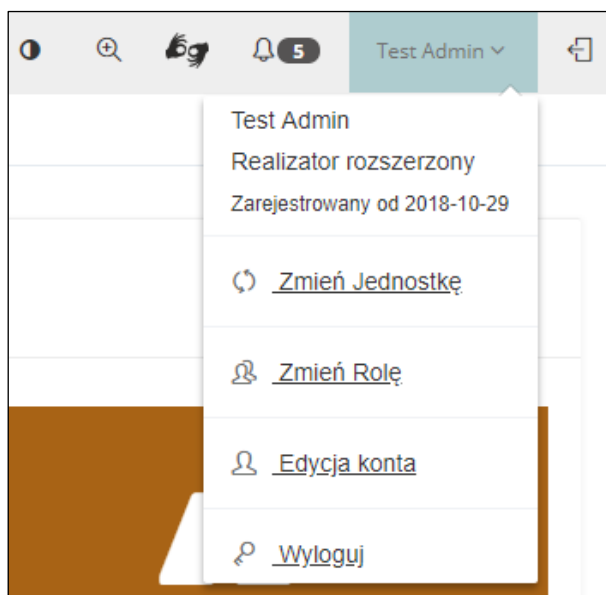 5
Test Admin
Test Admin
Realizator rozszerzony
Zarejestrowany od 2018-10-29
Zmień Jednostkę
Zmień Rolę
Edycja konta
Wyloguj